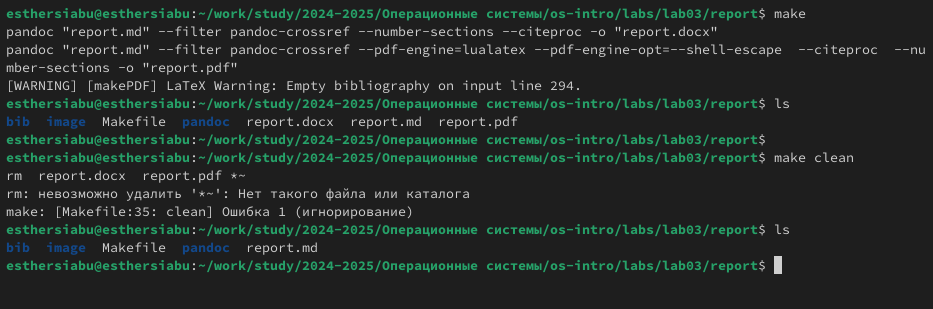 esthersiabu@esthersiabu:~/work/study/2024-2025/Операционные системы/os-intro/labs/lab03/report$ make
pandoc "report.md" --filter pandoc-crossref --number-sections --citeproc -o "report.docx"
pandoc "report.md" --filter pandoc-crossref --pdf-engine=lualatex --pdf-engine-opt=--shell-escape  --citeproc  --nu
mber-sections -o "report.pdf"
[WARNING] [makePDF] LaTeX Warning: Empty bibliography on input line 294.
esthersiabu@esthersiabu:~/work/study/2024-2025/Операционные системы/os-intro/labs/lab03/report$ ls
bib  image  Makefile  pandoc  report.docx  report.md  report.pdf
esthersiabu@esthersiabu:~/work/study/2024-2025/Операционные системы/os-intro/labs/lab03/report$
esthersiabu@esthersiabu:~/work/study/2024-2025/Операционные системы/os-intro/labs/lab03/report$ make clean
rm  report.docx  report.pdf *~
rm: невозможно удалить '*~': Нет такого файла или каталога
make: [Makefile:35: clean] Ошибка 1 (игнорирование)
esthersiabu@esthersiabu:~/work/study/2024-2025/Операционные системы/os-intro/labs/lab03/report$ ls
bib  image  Makefile  pandoc  report.md
esthersiabu@esthersiabu:~/work/study/2024-2025/Операционные системы/os-intro/labs/lab03/report$